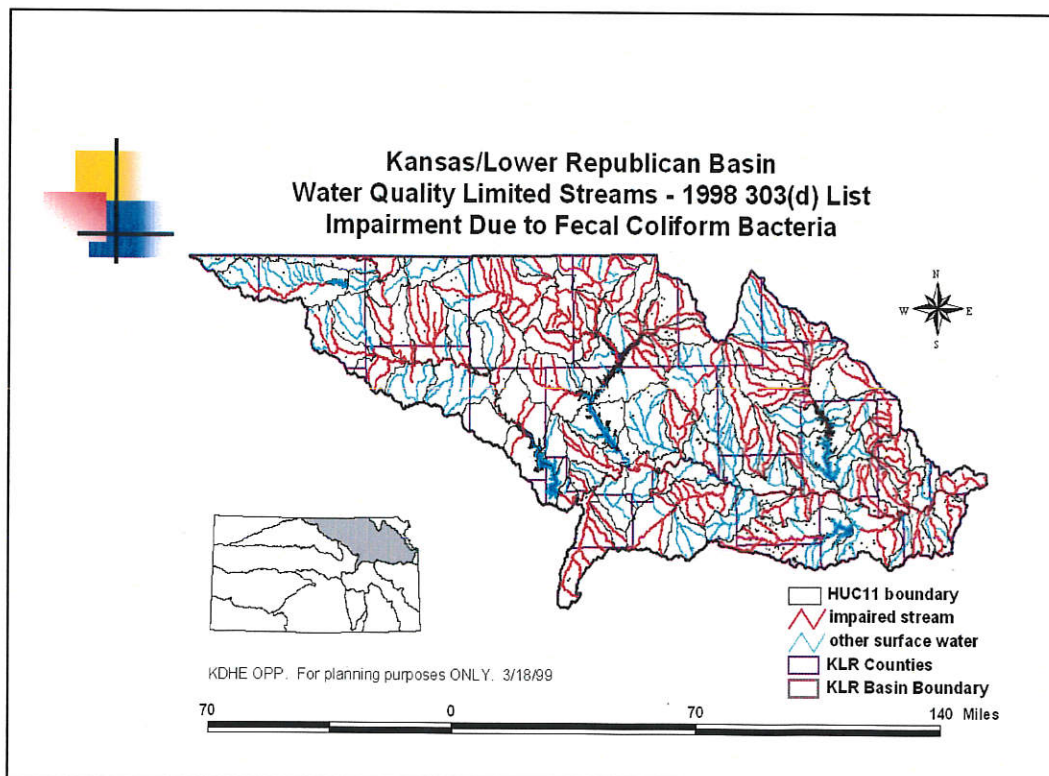 Kansas/Lower Republican Basin
Water Quality Limited Streams - 1998 303(d) List
Impairment Due to Fecal Coliform Bacteria
N
W E
S
HUC11 boundary
impaired stream
other surface water
KLR Counties
KLR Basin Boundary
KDHE OPP. For planning purposes ONLY. 3/18/99
70 0 70 140 Miles